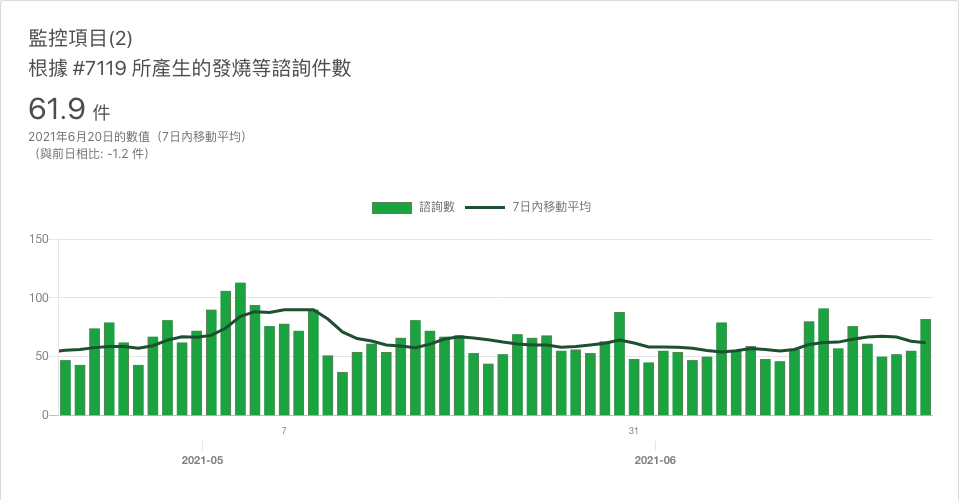 監控項目(2)
根據 #7119 所產生的發燒等諮詢件數
61.9 件
2021年6月20日的數值（7日內移動平均）
（與前日相比: -1.2 件）
諮詢數 7日內移動平均
150
100
50
0
7 31
2021-05 2021-06